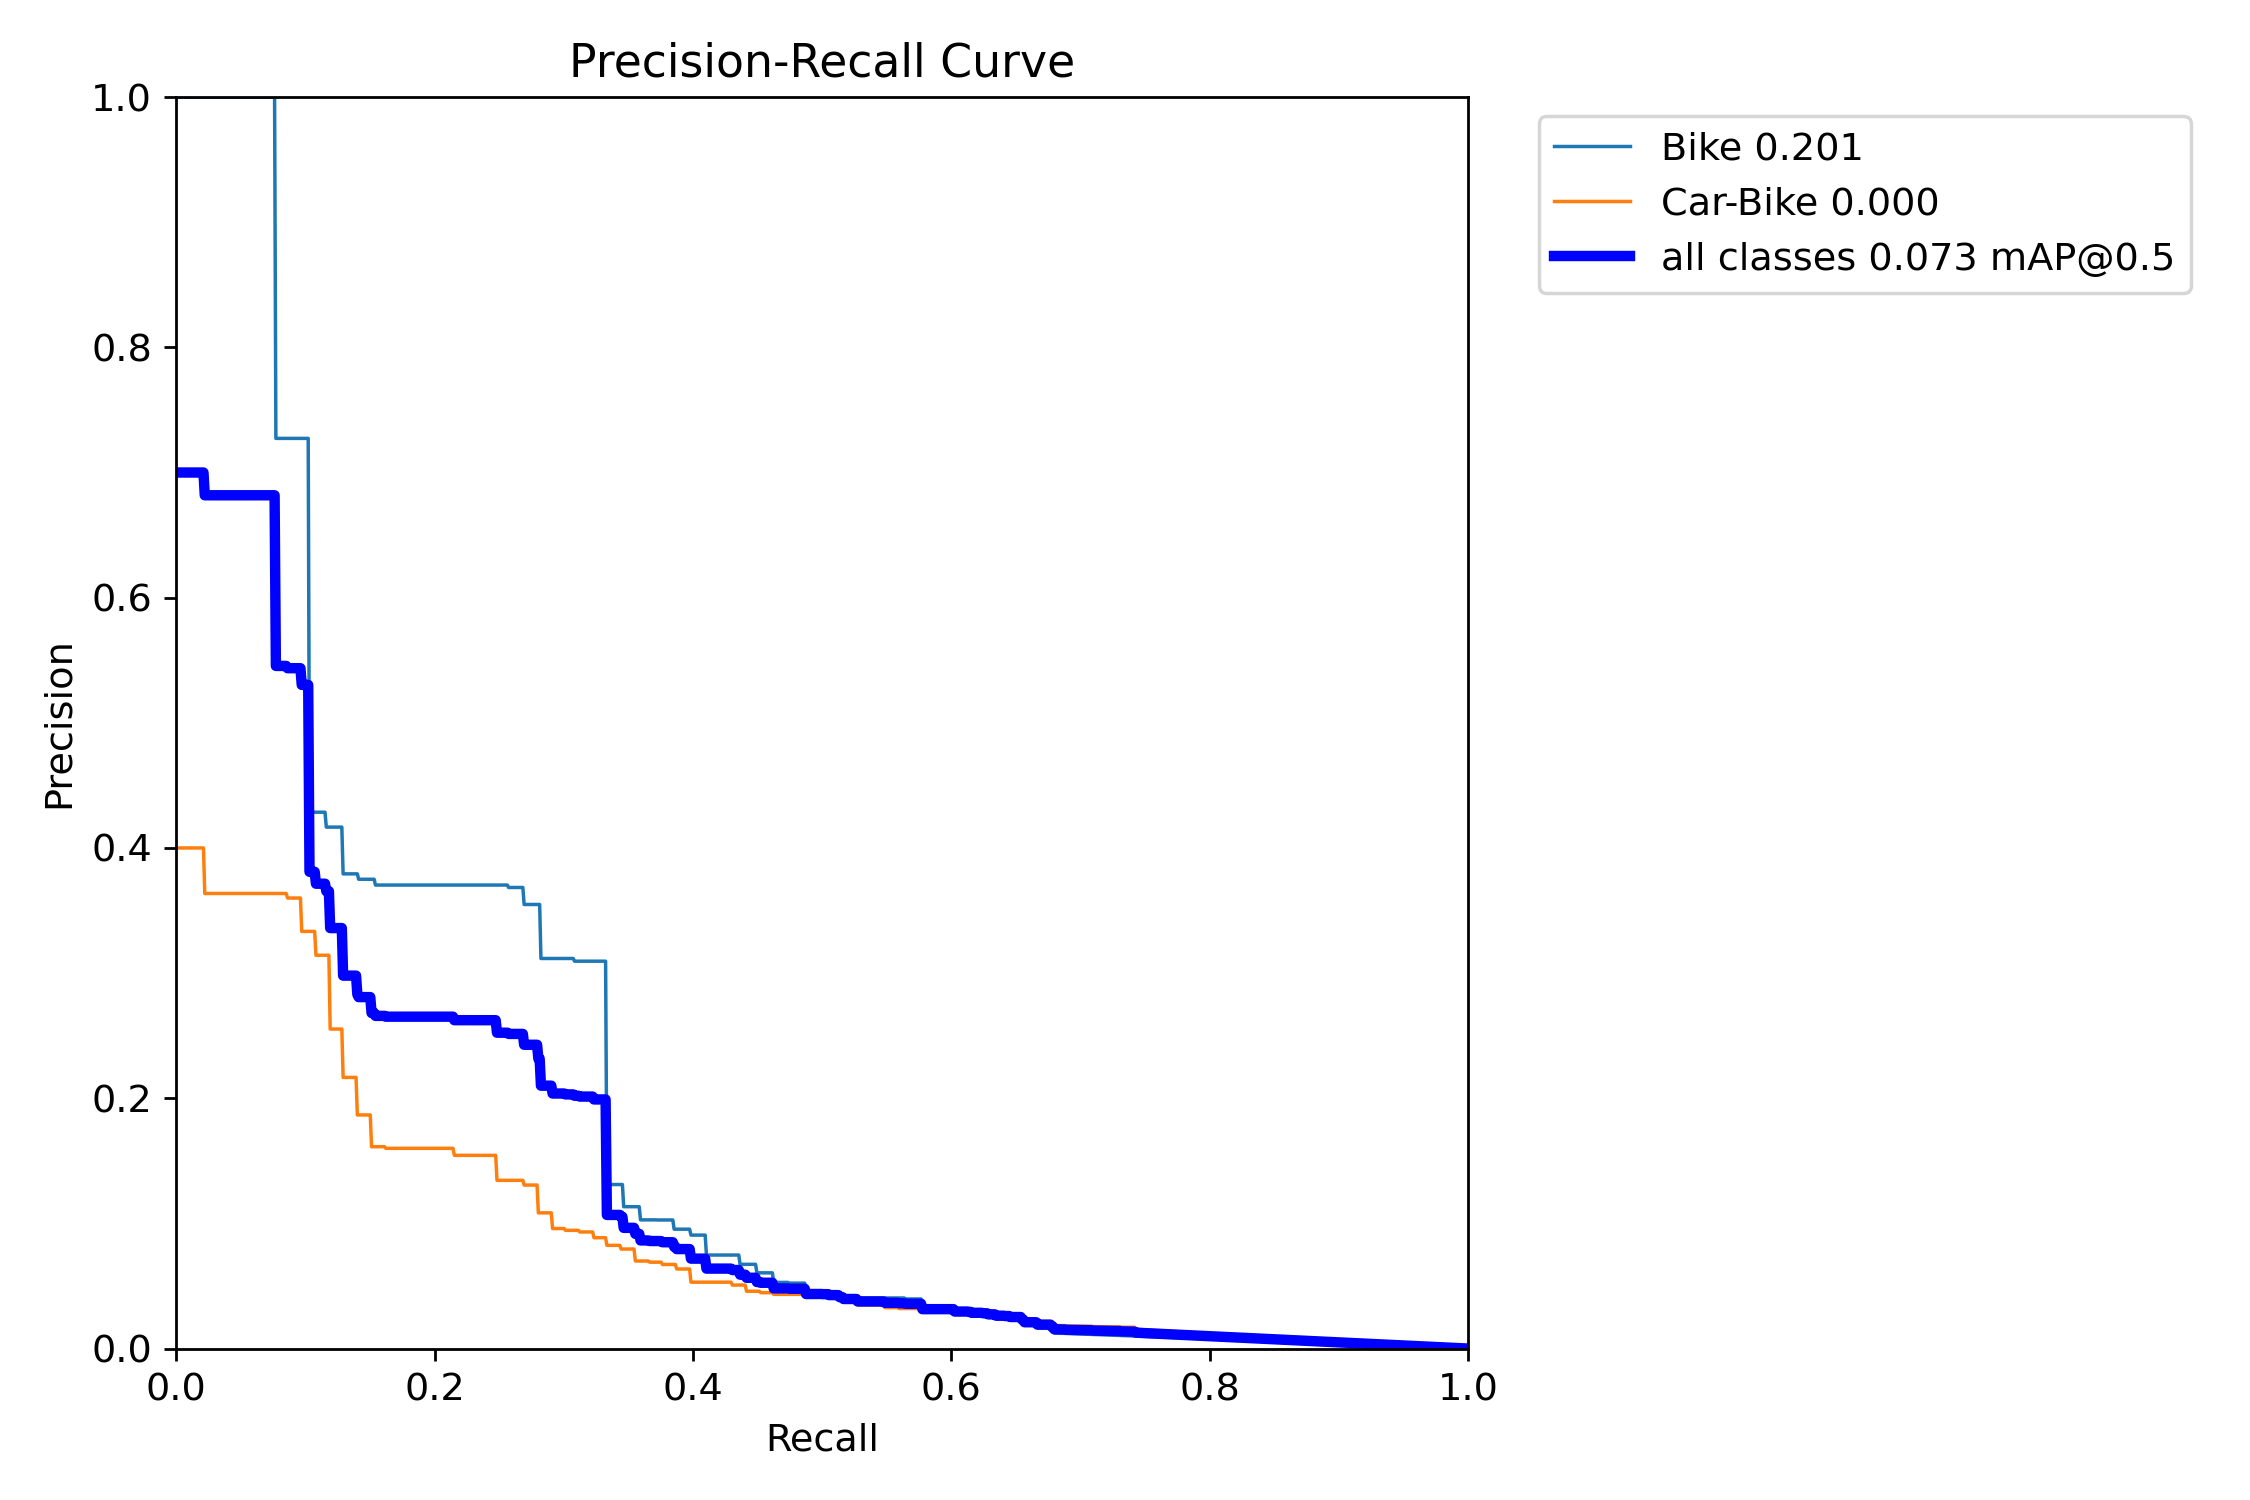 Precision-Recall Curve
1.0
0.8
0.6
0.4
0.2
0.0
Precision
0.0 0.2 0.4 0.6 0.8 1.0
Recall
Bike 0.201
Car-Bike 0.000
all classes 0.073 mAP@0.5